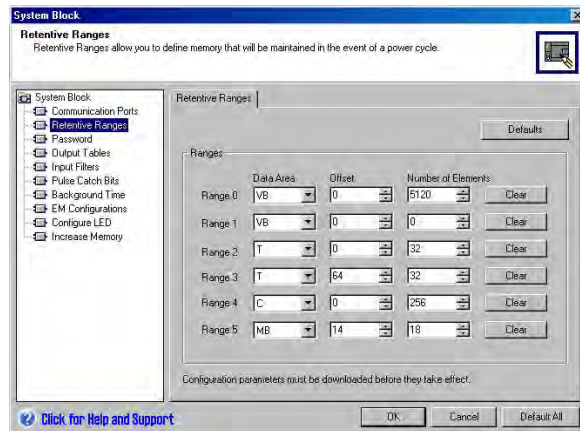 System Block
Retentive Ranges
Retentive Ranges allow you to define memory that will be maintained in the event of a power cycle.
System Block
Communication Ports
Retentive Ranges
Password
Output Tables
Input Filters
Pulse Catch Bits
Background Time
EM Configurations
Configure LED
Increase Memory
Retentive Ranges
Defaults
Ranges
Data Area Offset Number of Elements
Range 0 VB 0 5120 Clear
Range 1 VB 0 0 Clear
Range 2 T 0 32 Clear
Range 3 T 64 32 Clear
Range 4 C 0 256 Clear
Range 5 MB 14 18 Clear
Configuration parameters must be downloaded before they take effect.
Click for Help and Support
OK Cancel Default All